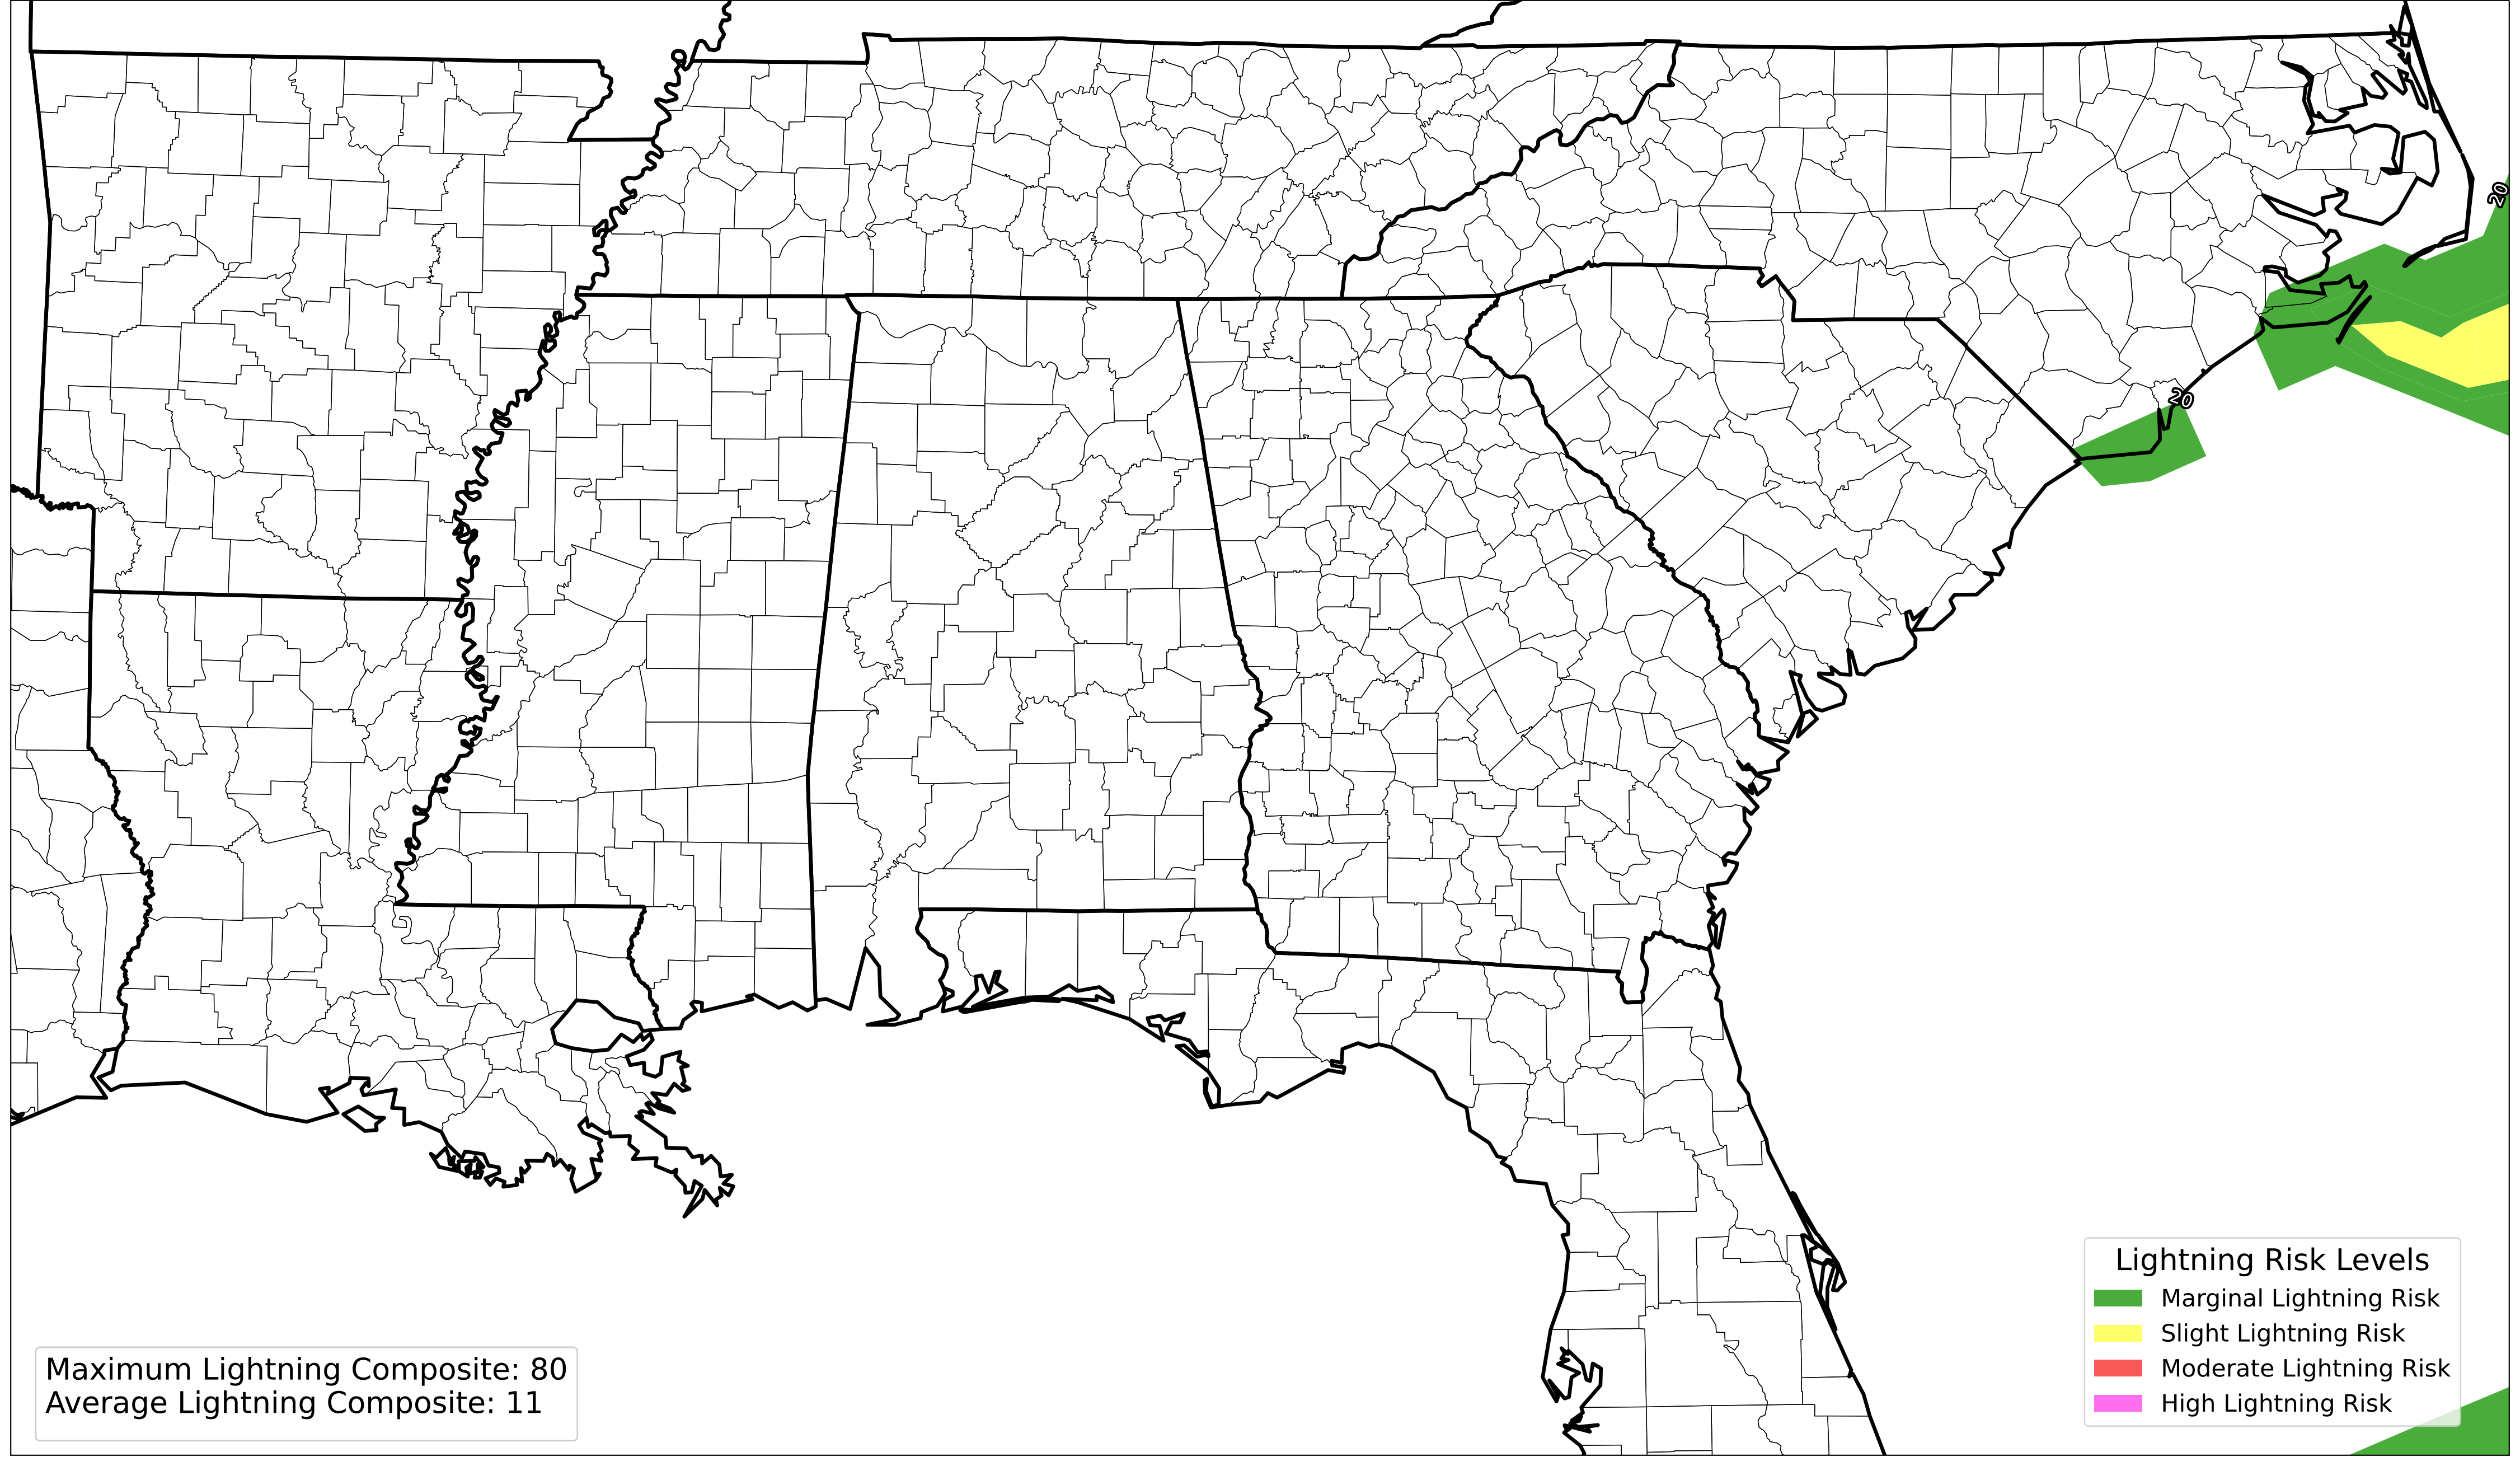 20
20
Lightning Risk Levels
Marginal Lightning Risk
Slight Lightning Risk
Moderate Lightning Risk
High Lightning Risk
Maximum Lightning Composite: 80
Average Lightning Composite: 11